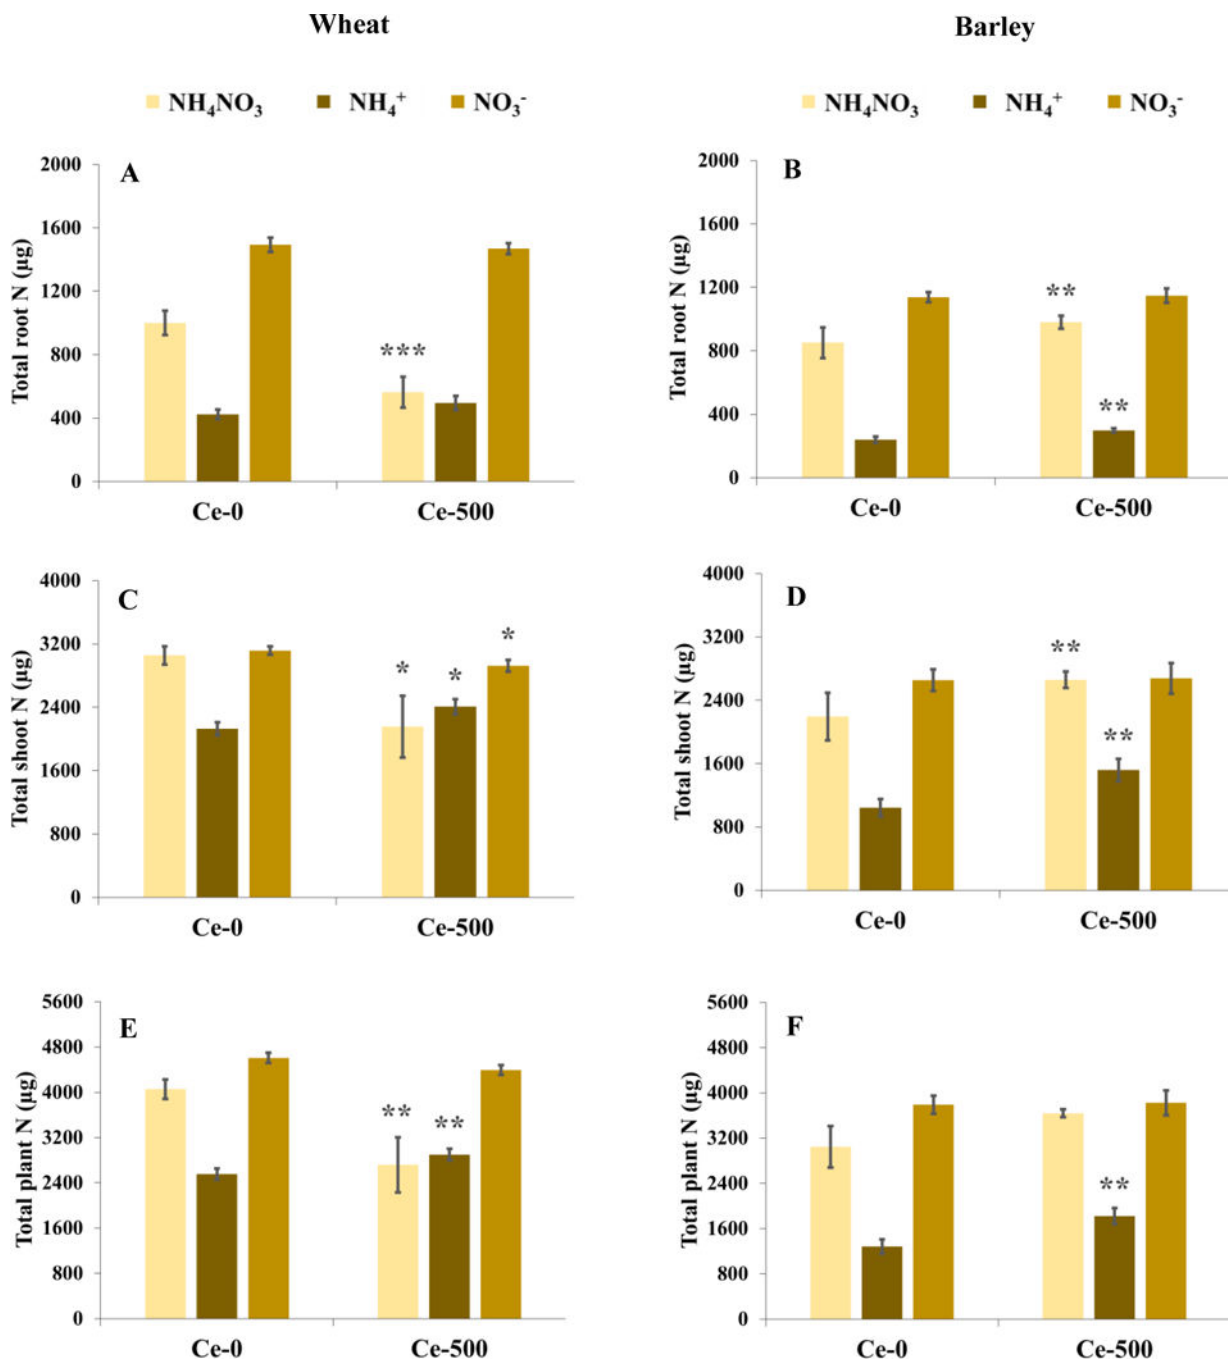 Wheat
Barley
NH₄NO₃ NH₄⁺ NO₃⁻
NH₄NO₃ NH₄⁺ NO₃⁻
A
Total root N (µg)
2000
1600
1200
800
400
0
***
Ce-0 Ce-500
B
Total root N (µg)
2000
1600
1200
800
400
0
**
**
Ce-0 Ce-500
C
Total shoot N (µg)
4000
3200
2400
1600
800
0
* * *
Ce-0 Ce-500
D
Total shoot N (µg)
4000
3200
2400
1600
800
0
**
**
Ce-0 Ce-500
E
Total plant N (µg)
5600
4800
4000
3200
2400
1600
800
0
** **
Ce-0 Ce-500
F
Total plant N (µg)
5600
4800
4000
3200
2400
1600
800
0
**
Ce-0 Ce-500